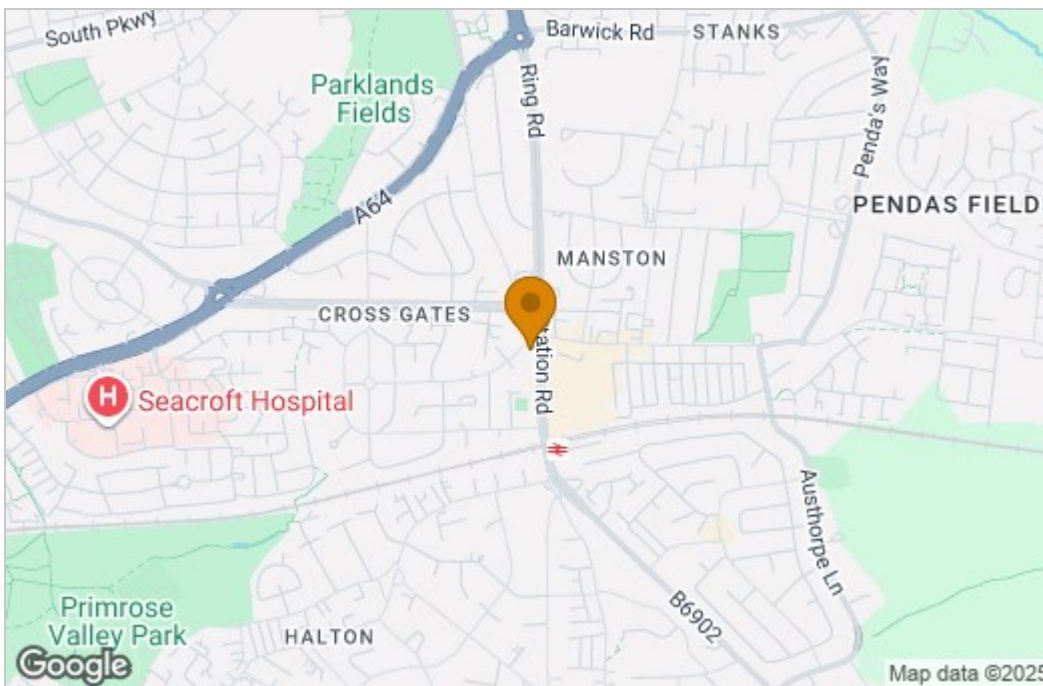 South Pkwy
Barwick Rd
STANKS
Parklands
Fields
Ring Rd
Penda's Way
A64
PENDAS FIELD
MANSTON
CROSS GATES
tation Rd
H
Seacroft Hospital
Austhorpe Ln
Primrose
Valley Park
HALTON
B6902
Google
Map data ©2025